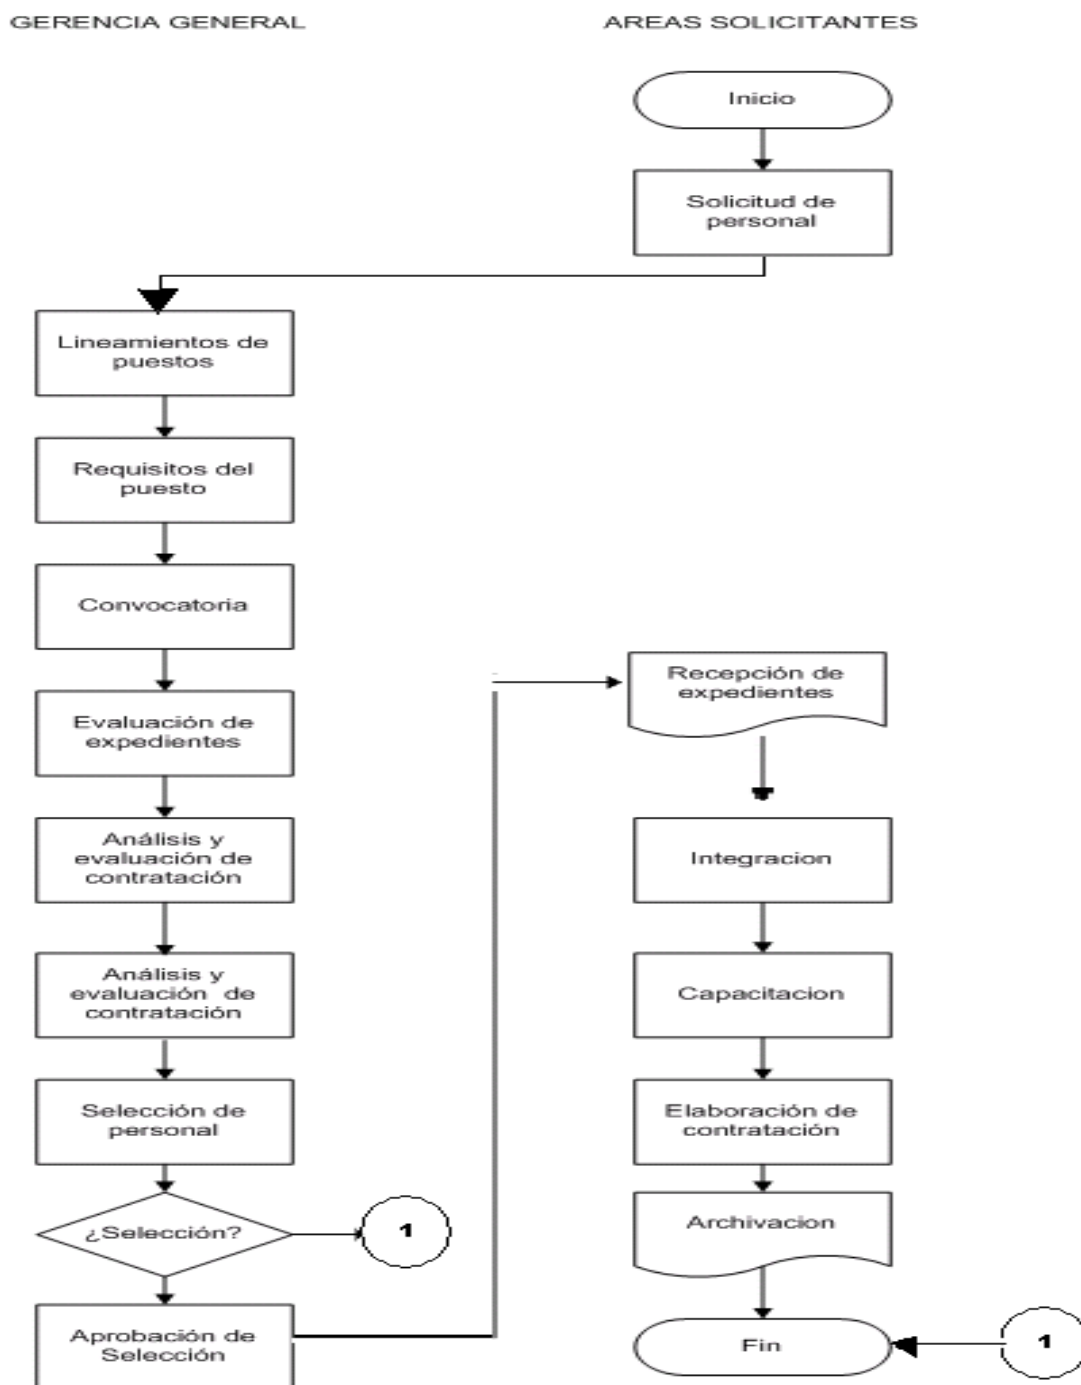 GERENCIA GENERAL
AREAS SOLICITANTES
Inicio
Solicitud de
personal
Lineamientos de
puestos
Requisitos del
puesto
Convocatoria
Evaluación de
expedientes
Análisis y
evaluación de
contratación
Análisis y
evaluación de
contratación
Selección de
personal
¿Selección?
1
Aprobación de
Selección
Recepción de
expedientes
Integracion
Capacitacion
Elaboración de
contratación
Archivacion
Fin
1